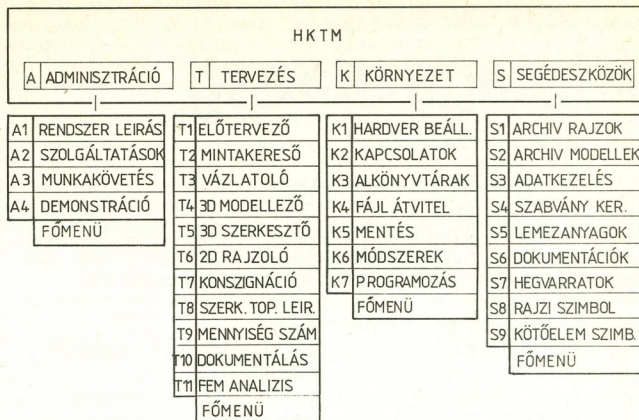 HKTM
A ADMINISZTRÁCIÓ
T TERVEZÉS
K KÖRNYEZET
S SEGÉDESZKÖZÖK
A1 RENDSZER LEIRÁS
A2 SZOLGÁLTATÁSOK
A3 MUNKAKÖVETÉS
A4 DEMONSTRÁCIÓ
FŐMENÜ
T1 ELŐTERVEZŐ
T2 MINTAKERESŐ
T3 VÁZLATOLÓ
T4 3D MODELLEZŐ
T5 3D SZERKESZTŐ
T6 2D RAJZOLÓ
T7 KONSZIGNÁCIÓ
T8 SZERK. TOP. LEIR.
T9 MENNYISÉG SZÁM
T10 DOKUMENTÁLÁS
T11 FEM ANALIZIS
FŐMENÜ
K1 HARDVER BEÁLL.
K2 KAPCSOLATOK
K3 ALKÖNYVTÁRAK
K4 FÁJL ÁTVITEL
K5 MENTÉS
K6 MÓDSZEREK
K7 PROGRAMOZÁS
FŐMENÜ
S1 ARCHIV RAJZOK
S2 ARCHIV MODELLEK
S3 ADATKEZELÉS
S4 SZABVÁNY KER.
S5 LEMEZANYAGOK
S6 DOKUMENTÁCIÓK
S7 HEGVARRATOK
S8 RAJZI SZIMBOL
S9 KÖTŐELEM SZIMB.
FŐMENÜ